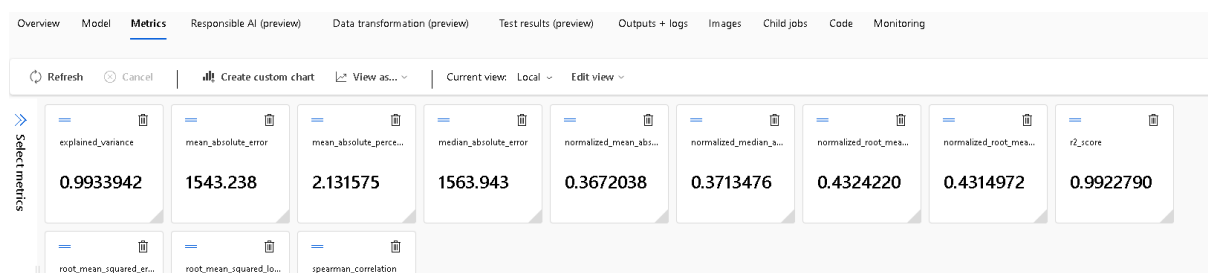 Overview Model Metrics Responsible AI (preview) Data transformation (preview) Test results (preview) Outputs + logs Images Child jobs Code Monitoring
Refresh Cancel Create custom chart View as... Current view: Local Edit view
Select metrics
explained_variance mean_absolute_error mean_absolute_perce... median_absolute_error normalized_mean_abs... normalized_median_a... normalized_root_mea... normalized_root_mea... r2_score
0.9933942 1543.238 2.131575 1563.943 0.3672038 0.3713476 0.4324220 0.4314972 0.9922790
root_mean_squared_er... root_mean_squared_lo... spearman_correlation